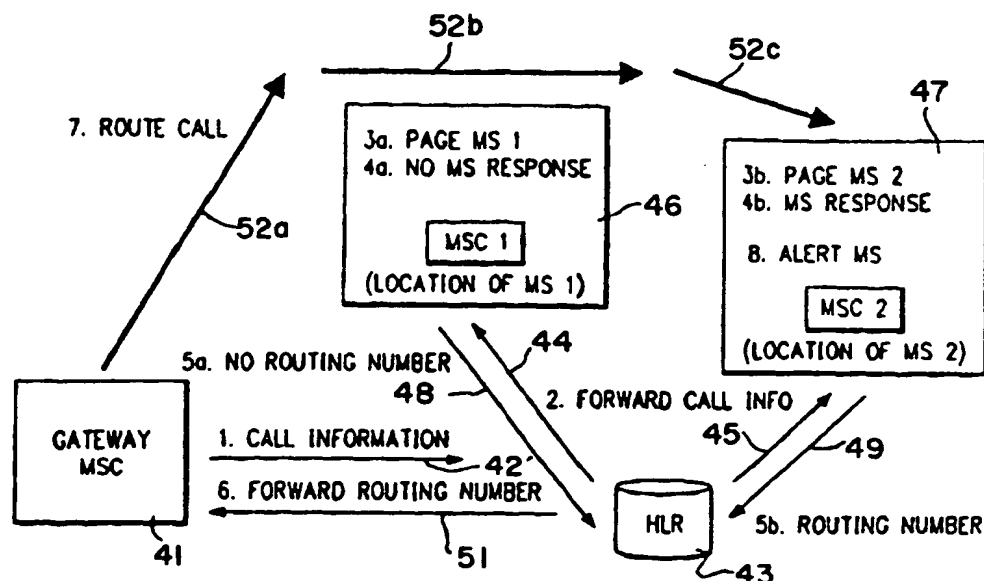 52b
52c
47
7. ROUTE CALL
3a. PAGE MS 1
4a. NO MS RESPONSE
3b. PAGE MS 2
4b. MS RESPONSE
52a
46
MSC 1
8. ALERT MS
(LOCATION OF MS 1)
MSC 2
(LOCATION OF MS 2)
5a. NO ROUTING NUMBER
44
48
2. FORWARD CALL INFO
GATEWAY
MSC
1. CALL INFORMATION
42'
45
49
6. FORWARD ROUTING NUMBER
HLR
5b. ROUTING NUMBER
41
51
43